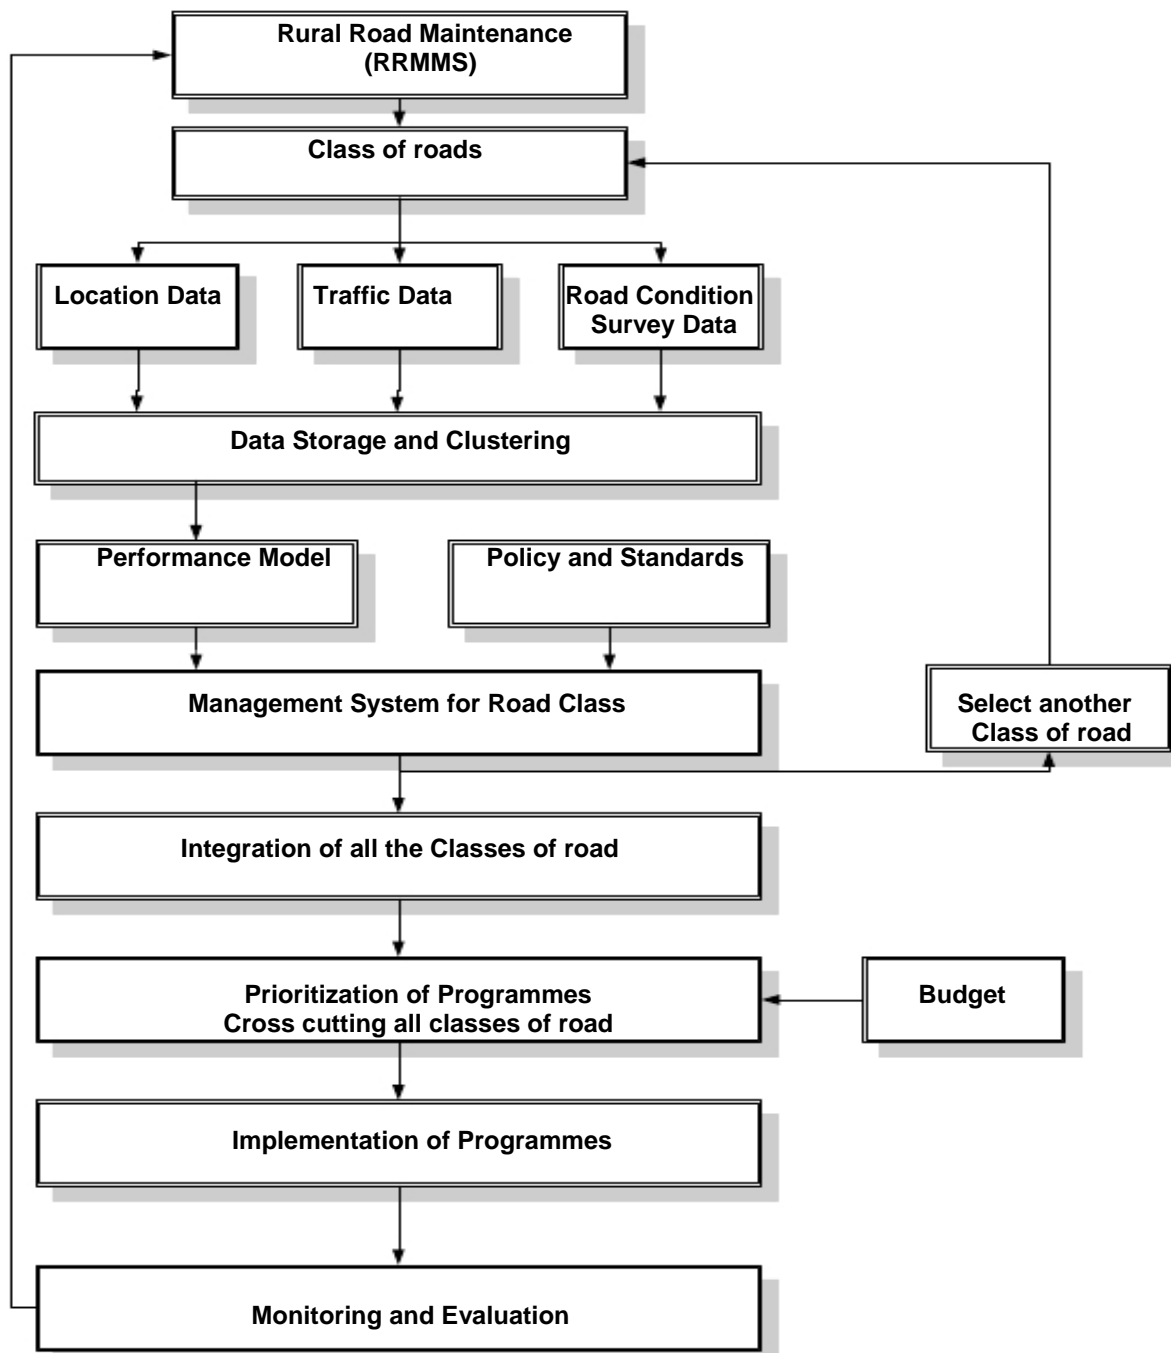 Rural Road Maintenance
(RRMMS)
Class of roads
Location Data
Traffic Data
Road Condition
Survey Data
Data Storage and Clustering
Performance Model
Policy and Standards
Management System for Road Class
Select another
Class of road
Integration of all the Classes of road
Prioritization of Programmes
Cross cutting all classes of road
Budget
Implementation of Programmes
Monitoring and Evaluation